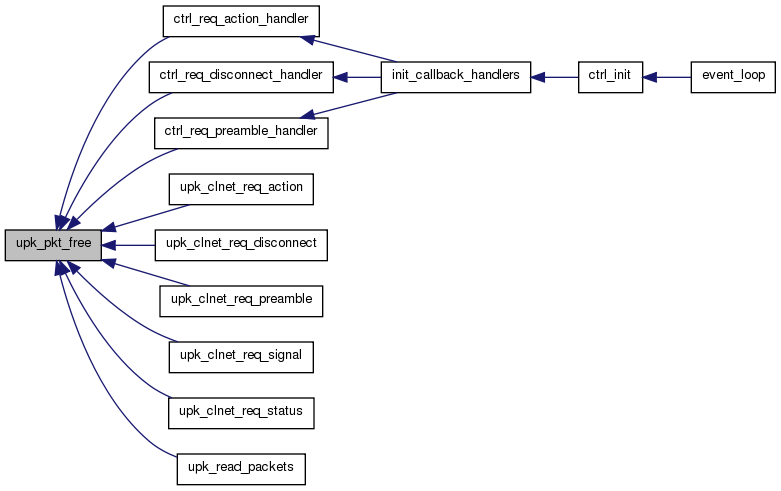 ctrl_req_action_handler
ctrl_req_disconnect_handler
init_callback_handlers
ctrl_init
event_loop
ctrl_req_preamble_handler
upk_clnet_req_action
upk_pkt_free
upk_clnet_req_disconnect
upk_clnet_req_preamble
upk_clnet_req_signal
upk_clnet_req_status
upk_read_packets